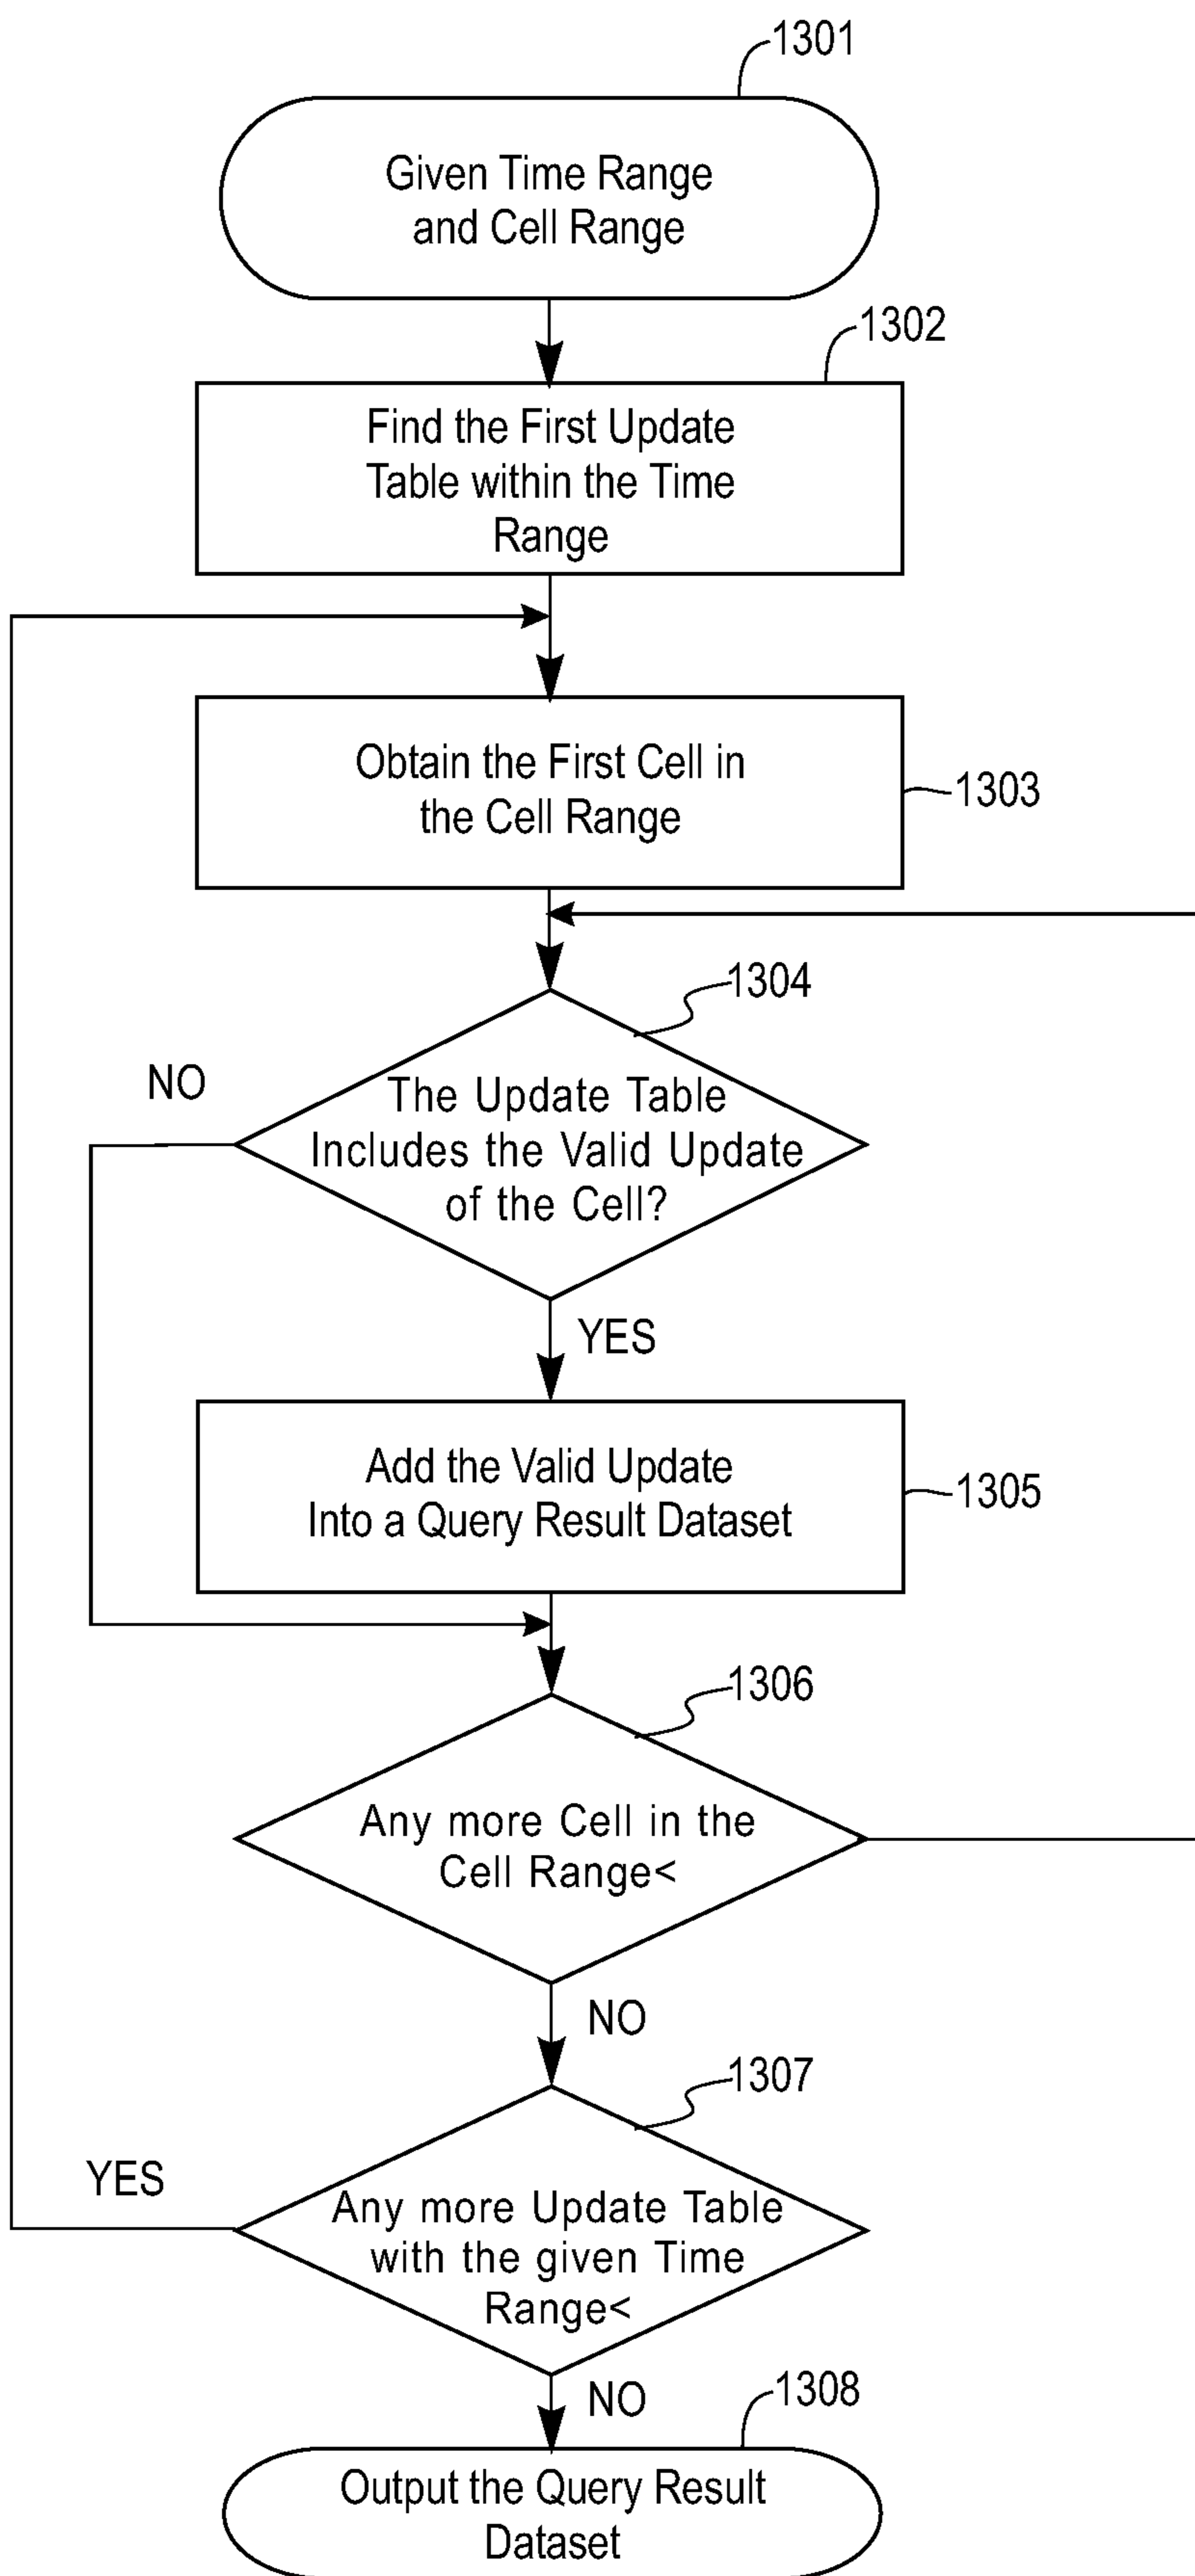 1301
Given Time Range
and Cell Range
1302
Find the First Update
Table within the Time
Range
Obtain the First Cell in
the Cell Range
1303
1304
NO
The Update Table
Includes the Valid Update
of the Cell?
YES
Add the Valid Update
Into a Query Result Dataset
1305
1306
Any more Cell in the
Cell Range<
NO
1307
YES
Any more Update Table
with the given Time
Range<
NO
1308
Output the Query Result
Dataset